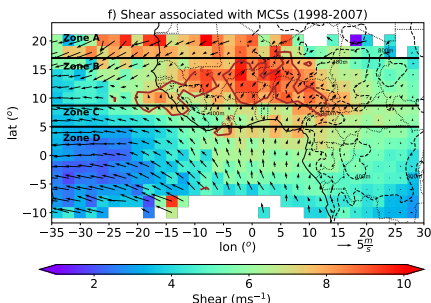 f) Shear associated with MCSs (1998-2007)
20
15
10
5
0
−5
−10
lat (°)
Zone A
Zone B
Zone C
Zone D
800m
400m
−35 −30 −25 −20 −15 −10 −5 0 5 10 15 20 25 30
lon (°)
5 m/s
2 4 6 8 10
Shear (ms⁻¹)